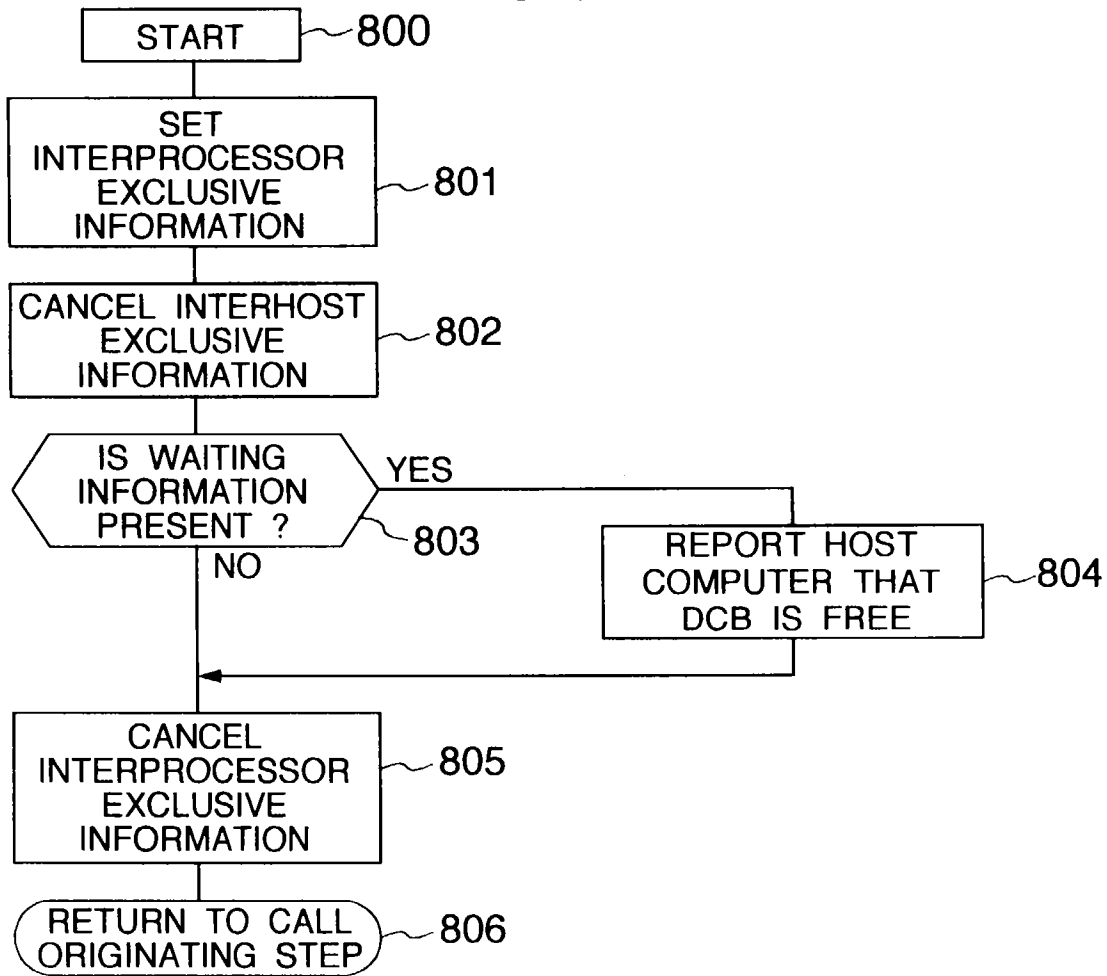 START
800
SET
INTERPROCESSOR
EXCLUSIVE
INFORMATION
801
CANCEL INTERHOST
EXCLUSIVE
INFORMATION
802
IS WAITING
INFORMATION
PRESENT ?
YES
803
NO
REPORT HOST
COMPUTER THAT
DCB IS FREE
804
CANCEL
INTERPROCESSOR
EXCLUSIVE
INFORMATION
805
RETURN TO CALL
ORIGINATING STEP
806